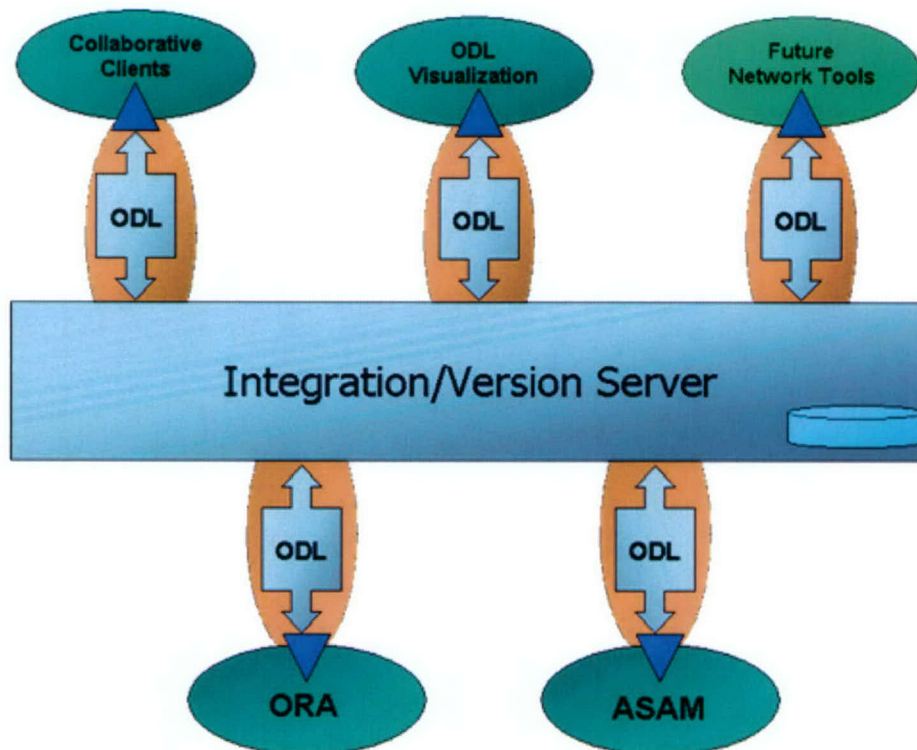 Collaborative
Clients
ODL
Visualization
Future
Network Tools
ODL
ODL
ODL
Integration/Version Server
ODL
ODL
ORA
ASAM